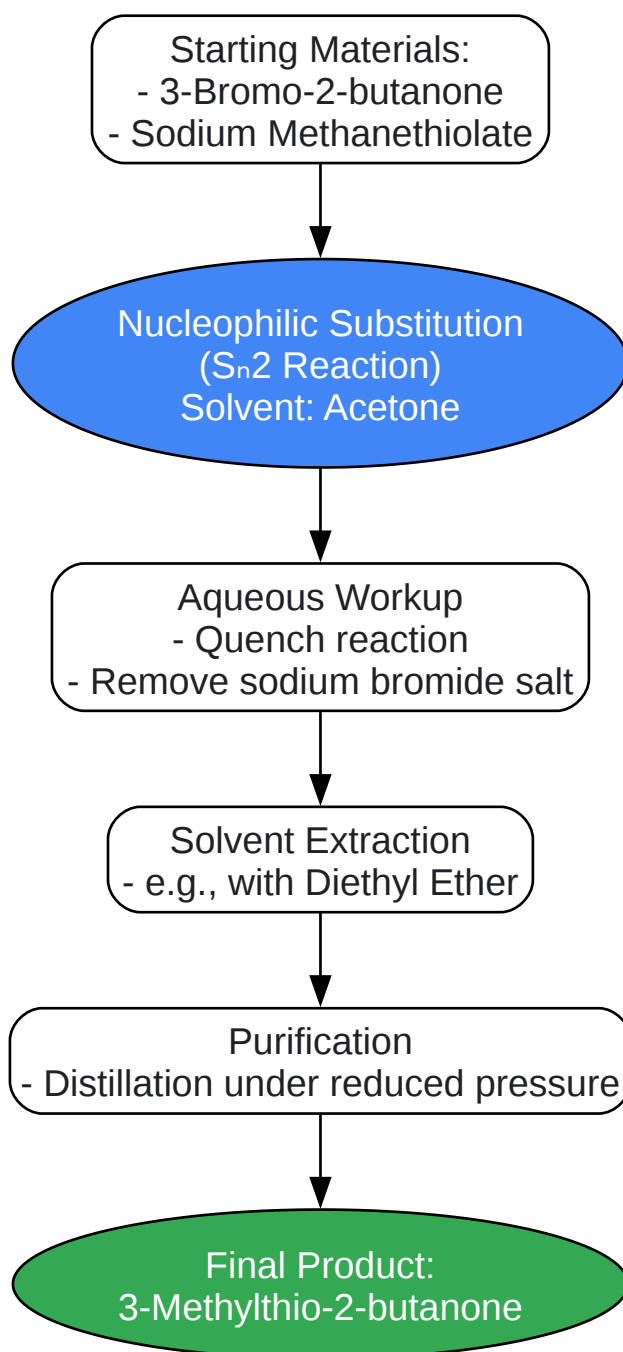 Starting Materials:
- 3-Bromo-2-butanone
- Sodium Methanethiolate
Nucleophilic Substitution
(Sₙ2 Reaction)
Solvent: Acetone
Aqueous Workup
- Quench reaction
- Remove sodium bromide salt
Solvent Extraction
- e.g., with Diethyl Ether
Purification
- Distillation under reduced pressure
Final Product:
3-Methylthio-2-butanone